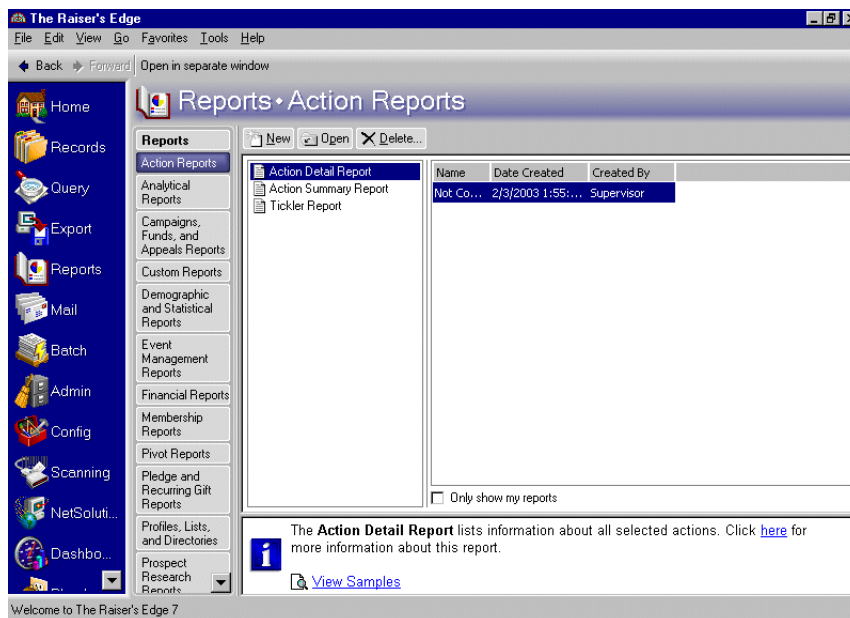 The Raiser's Edge
File Edit View Go Favorites Tools Help
Back Forward Open in separate window
Reports • Action Reports
Home
Records
Query
Export
Reports
Mail
Batch
Admin
Config
Scanning
NetSoluti...
Dashbo...
Reports
Action Reports
Analytical
Reports
Campaigns,
Funds, and
Appeals Reports
Custom Reports
Demographic
and Statistical
Reports
Event
Management
Reports
Financial Reports
Membership
Reports
Pivot Reports
Pledge and
Recurring Gift
Reports
Profiles, Lists,
and Directories
Prospect
Research
Reports
New Open Delete...
Action Detail Report
Action Summary Report
Tickler Report
Name Date Created Created By
Not Co... 2/3/2003 1:55:... Supervisor
Only show my reports
The Action Detail Report lists information about all selected actions. Click here for
more information about this report.
View Samples
Welcome to The Raiser's Edge 7